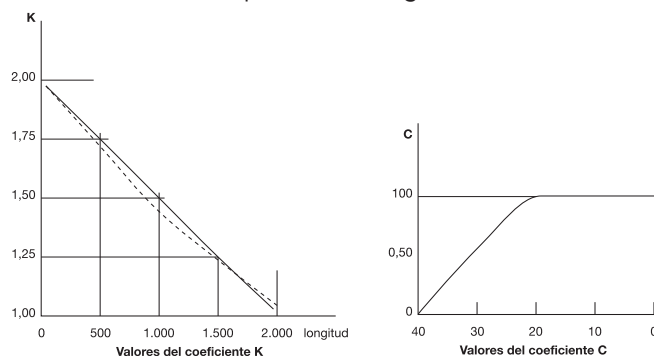 K
2,00
1,75
1,50
1,25
1,00
0 500 1.000 1.500 2.000 longitud
Valores del coeficiente K
C
100
0,50
0
40 30 20 10 0
Valores del coeficiente C